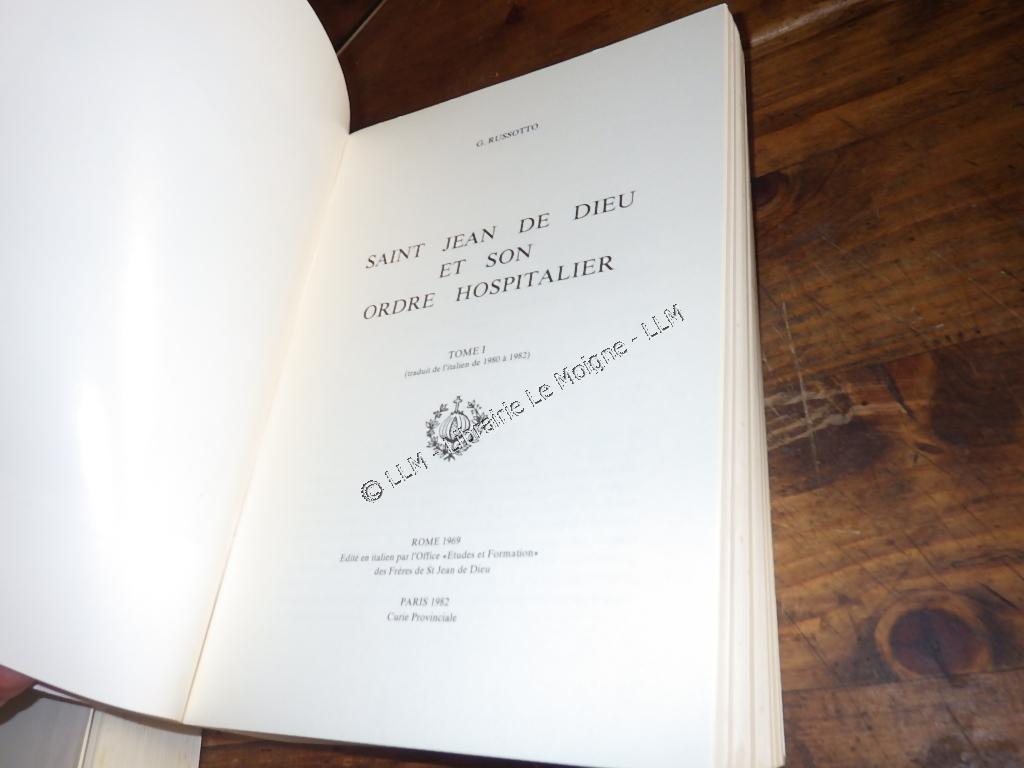 G. RUSSOTTO
SAINT JEAN DE DIEU
ET SON
ORDRE HOSPITALIER
TOME I
(traduit de l'italien de 1980 à 1982)
© LLM - Librairie Le Moigne - LLM
ROME 1969
Edité en italien par l'Office «Etudes et Formation»
des Frères de St Jean de Dieu
PARIS 1982
Curie Provinciale